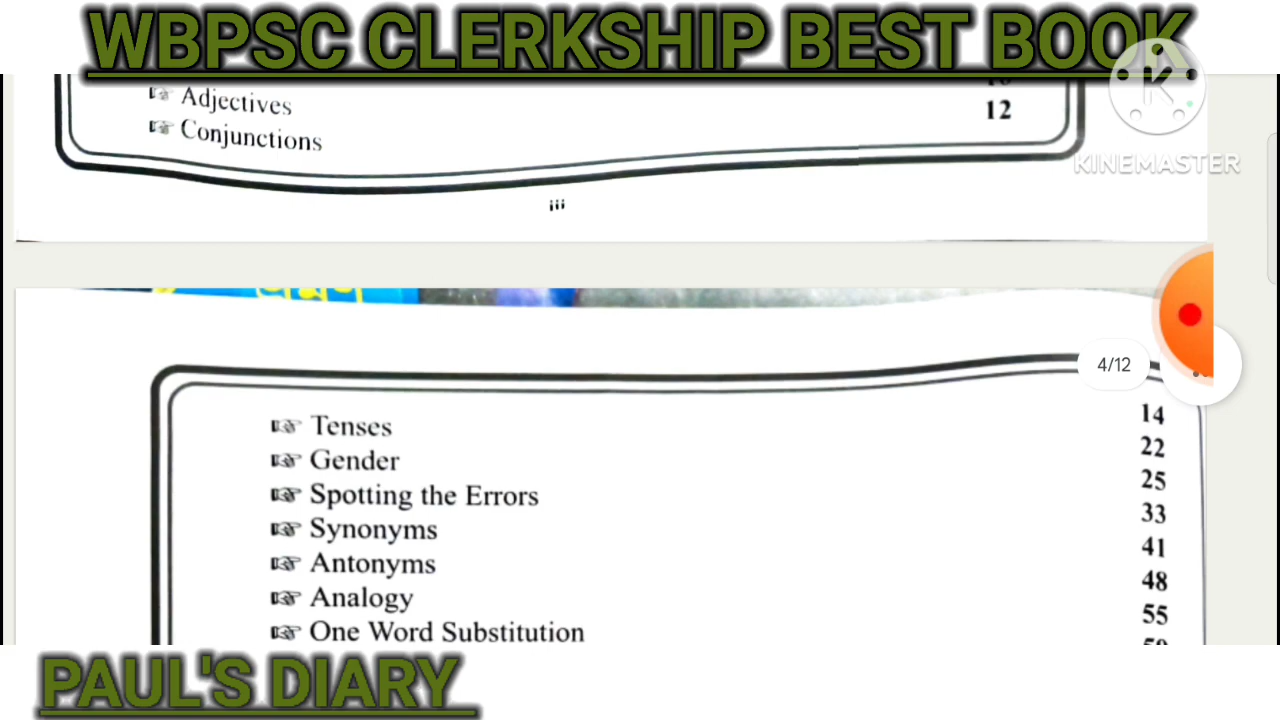 WBPSC CLERKSHIP BEST BOOK
Adjectives
Conjunctions 12
KINEMASTER
iii
4/12
Tenses 14
Gender 22
Spotting the Errors 25
Synonyms 33
Antonyms 41
Analogy 48
One Word Substitution 55
PAUL'S DIARY